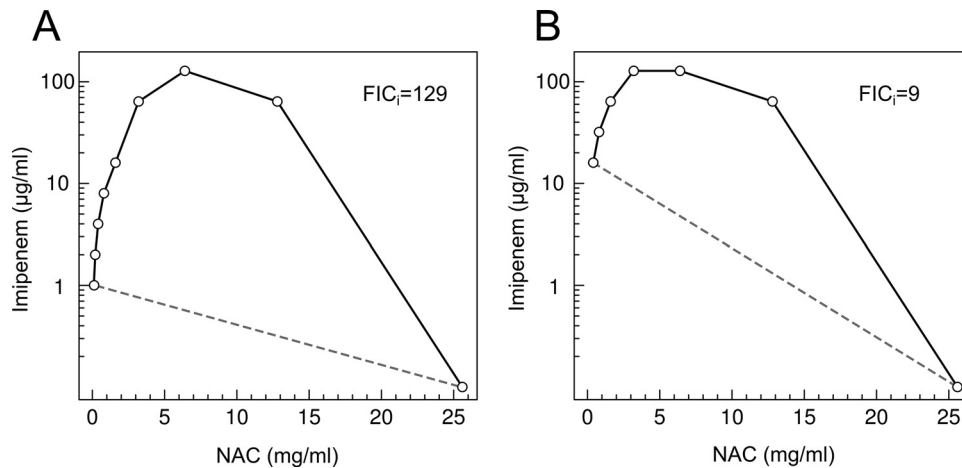 A
B
100
10
1
Imipenem (µg/ml)
FICi=129
0 5 10 15 20 25
NAC (mg/ml)
100
10
1
Imipenem (µg/ml)
FICi=9
0 5 10 15 20 25
NAC (mg/ml)